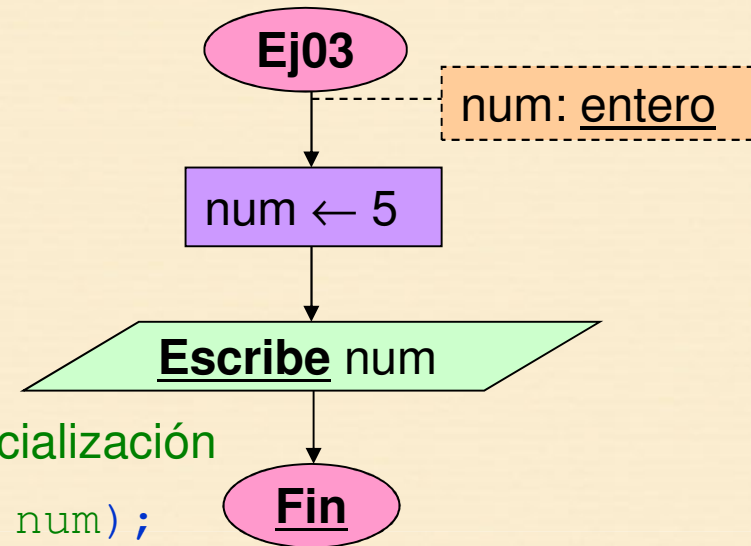 Ej03
num: entero
num ← 5
Escribe num
cialización
Fin
num);